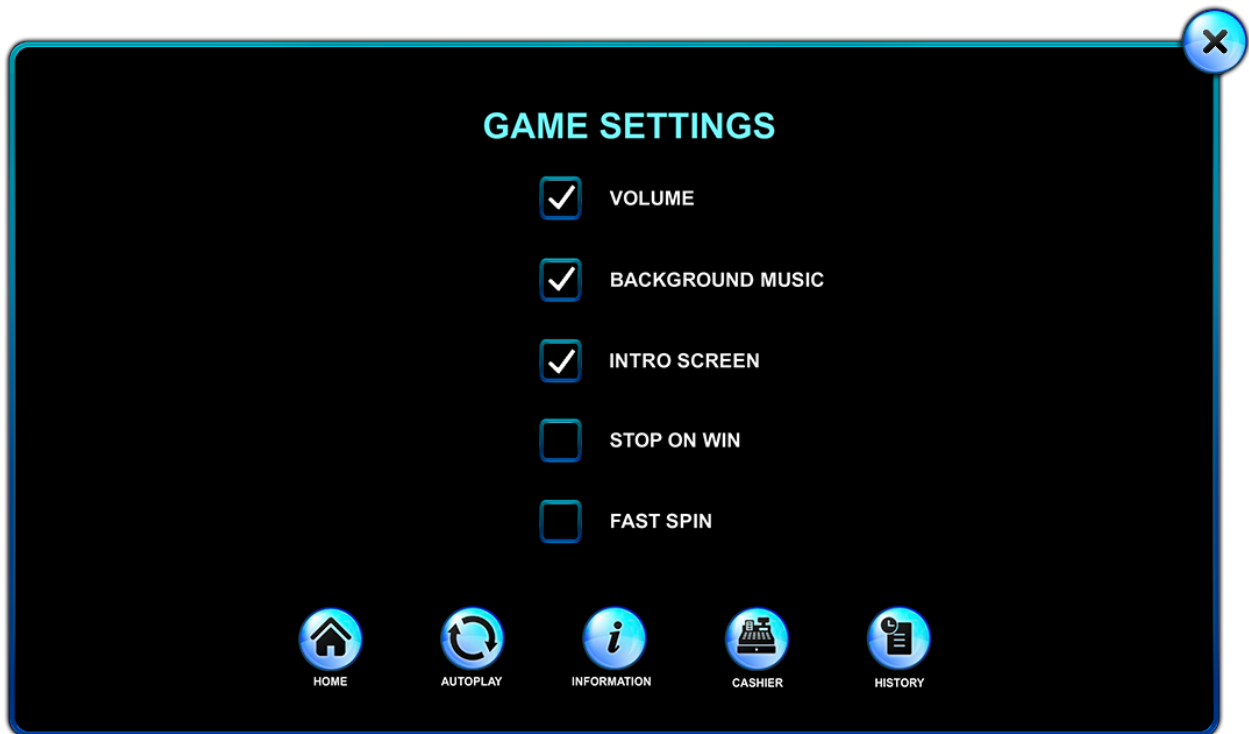 GAME SETTINGS
VOLUME
BACKGROUND MUSIC
INTRO SCREEN
STOP ON WIN
FAST SPIN
HOME
AUTOPLAY
INFORMATION
CASHIER
HISTORY